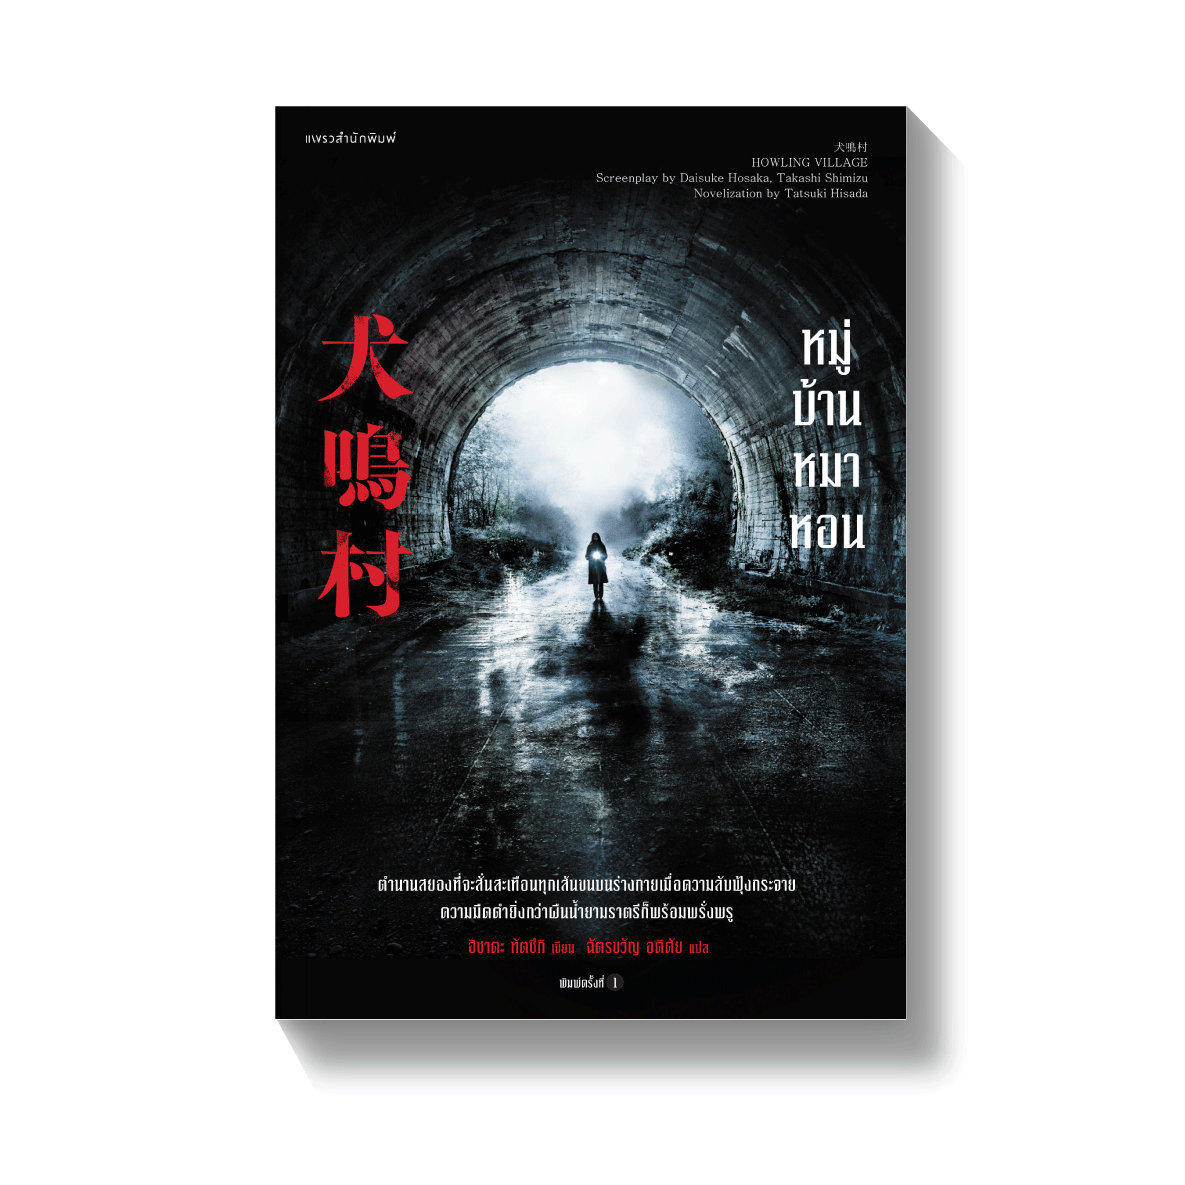 แพรวสำนักพิมพ์
犬鳴村
HOWLING VILLAGE
Screenplay by Daisuke Hosaka, Takashi Shimizu
Novelization by Tatsuki Hisada
犬
鳴
村
หมู่
บ้าน
หมา
หอน
ตำนานสยองที่จะสั่นสะเทือนทุกเส้นขนบนร่างกายเมื่อความลับฟุ้งกระจาย
ความมืดดำยิ่งกว่าผืนน้ำยามราตรีก็พร้อมพรั่งพรู
ฮิซาดะ ทัตซึกิ เขียน ฉัตรขวัญ อดิศัย แปล
พิมพ์ครั้งที่ 1